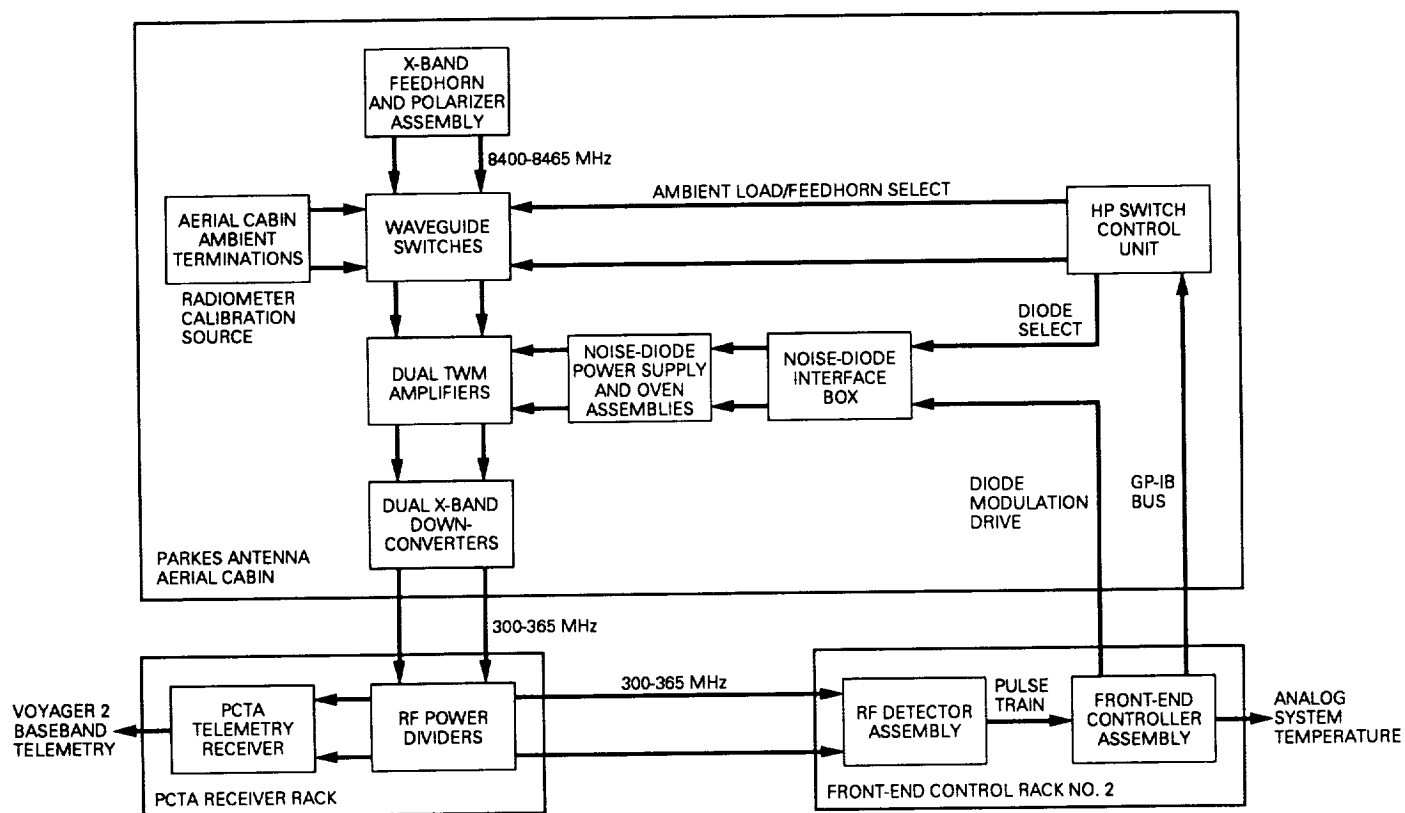 X-BAND
FEEDHORN
AND POLARIZER
ASSEMBLY
8400-8465 MHz
AMBIENT LOAD/FEEDHORN SELECT
AERIAL CABIN
AMBIENT
TERMINATIONS
WAVEGUIDE
SWITCHES
HP SWITCH
CONTROL
UNIT
RADIOMETER
CALIBRATION
SOURCE
DIODE
SELECT
DUAL TWM
AMPLIFIERS
NOISE-DIODE
POWER SUPPLY
AND OVEN
ASSEMBLIES
NOISE-DIODE
INTERFACE
BOX
DUAL X-BAND
DOWN-
CONVERTERS
DIODE
MODULATION
DRIVE
GP-IB
BUS
PARKES ANTENNA
AERIAL CABIN
300-365 MHz
VOYAGER 2
BASEBAND
TELEMETRY
PCTA
TELEMETRY
RECEIVER
RF POWER
DIVIDERS
300-365 MHz
RF DETECTOR
ASSEMBLY
PULSE
TRAIN
FRONT-END
CONTROLLER
ASSEMBLY
ANALOG
SYSTEM
TEMPERATURE
PCTA RECEIVER RACK
FRONT-END CONTROL RACK NO. 2